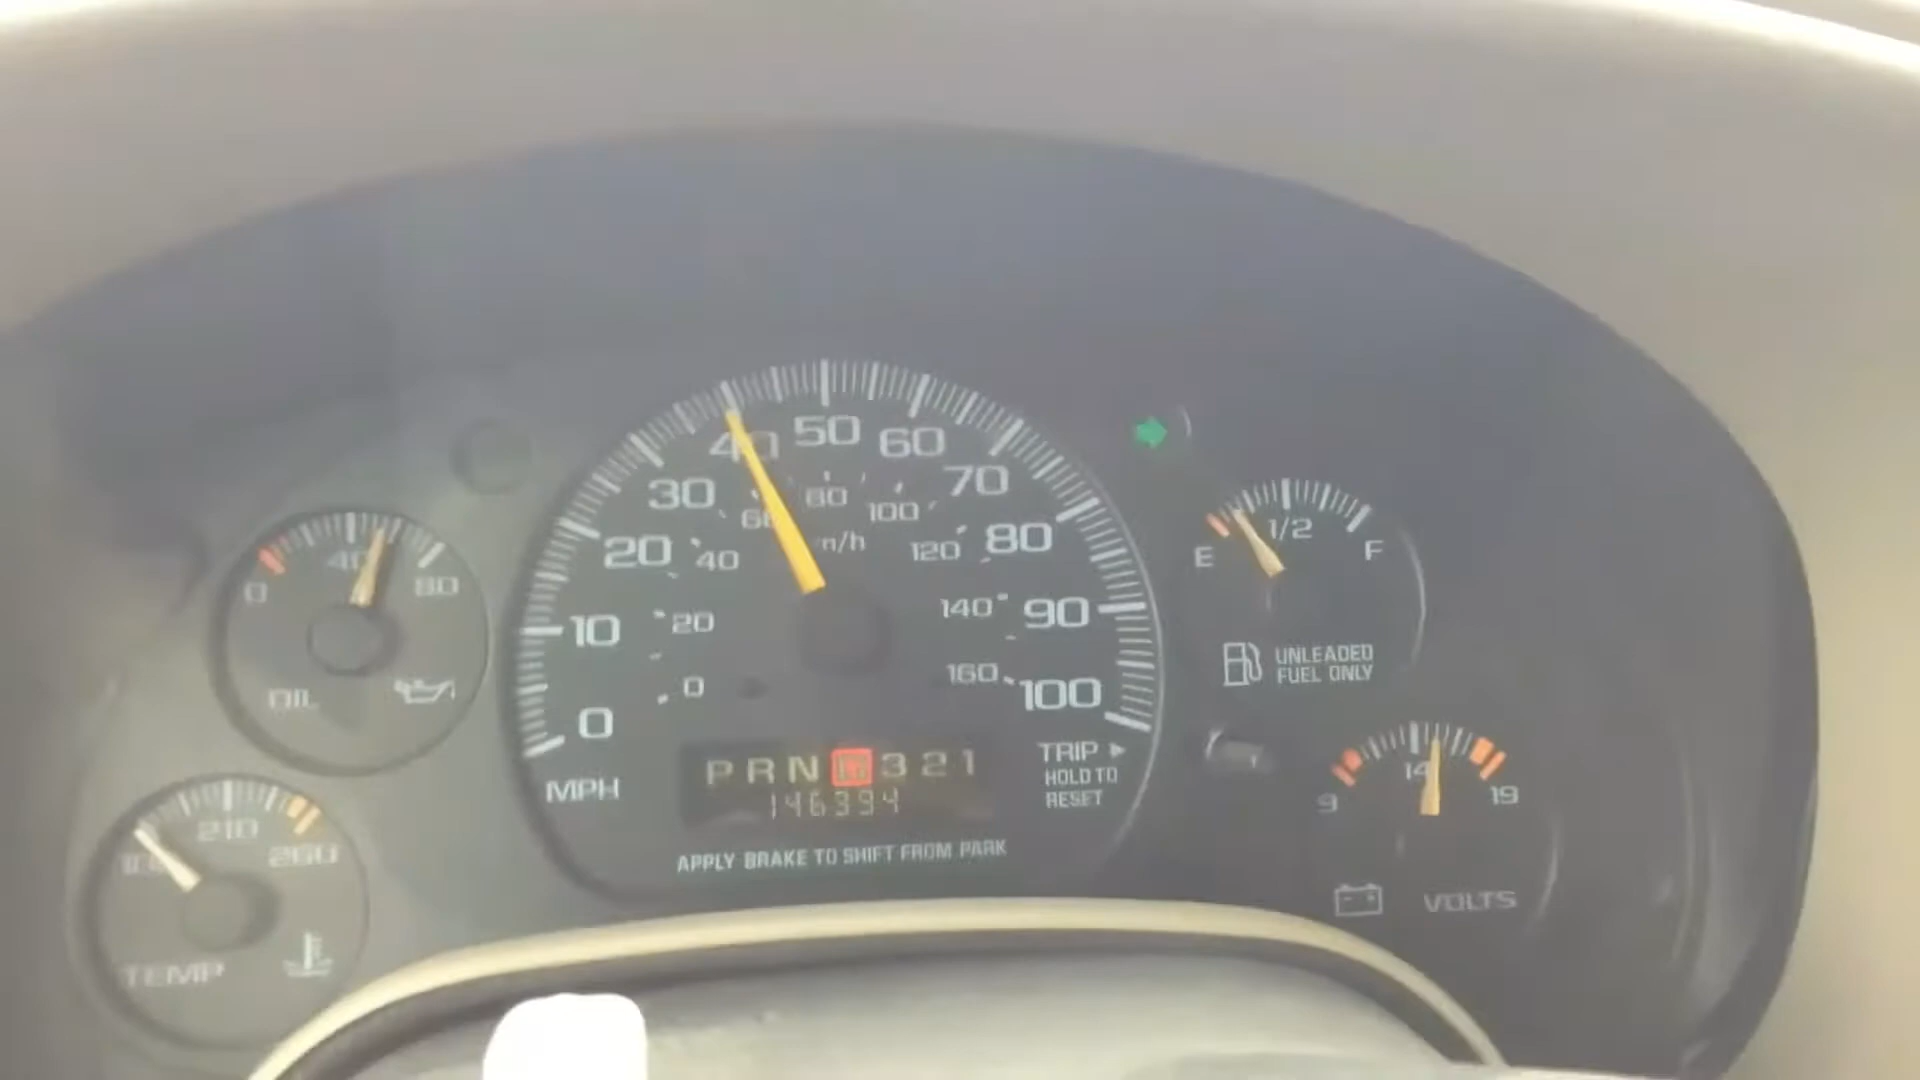 0 40 80
OIL
210 260
TEMP
0 10 20 30 40 50 60 70 80 90 100
0 20 40 60 80 100 120 140 160
MPH
P R N 3 2 1
146394
TRIP
HOLD TO
RESET
APPLY BRAKE TO SHIFT FROM PARK
E 1/2 F
UNLEADED
FUEL ONLY
9 14 19
VOLTS